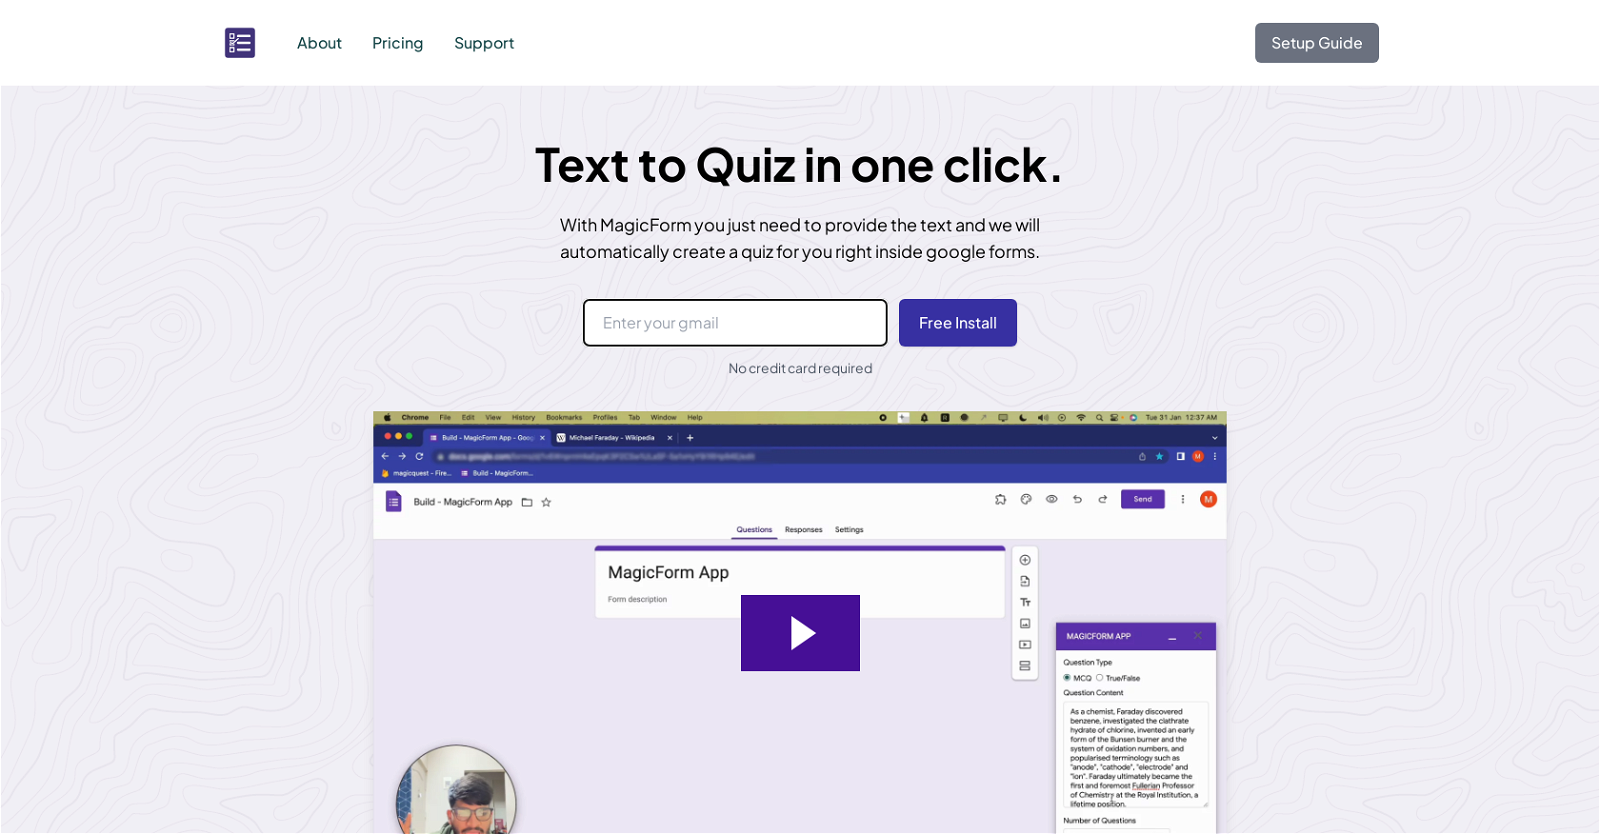 About Pricing Support Setup Guide
Text to Quiz in one click.
With MagicForm you just need to provide the text and we will
automatically create a quiz for you right inside google forms.
Enter your gmail Free Install
No credit card required
Chrome File Edit View History Bookmarks Profiles Tab Window Help Tue 31 Jan 12:37 AM
Build - MagicForm App - Goog Michael Faraday - Wikipedia
magicquest - Fire... Build - MagicForm...
Build - MagicForm App Send M
Questions Responses Settings
MagicForm App
Form description
MAGICFORM APP
Question Type
MCQ True/False
Question Content
As a chemist, Faraday discovered
benzene, investigated the clathrate
hydrate of chlorine, invented an early
form of the Bunsen burner and the
system of oxidation numbers, and
popularised terminology such as
"anode", "cathode", "electrode" and
"ion". Faraday ultimately became the
first and foremost Fullerian Professor
of Chemistry at the Royal Institution, a
lifetime position.
Number of Questions